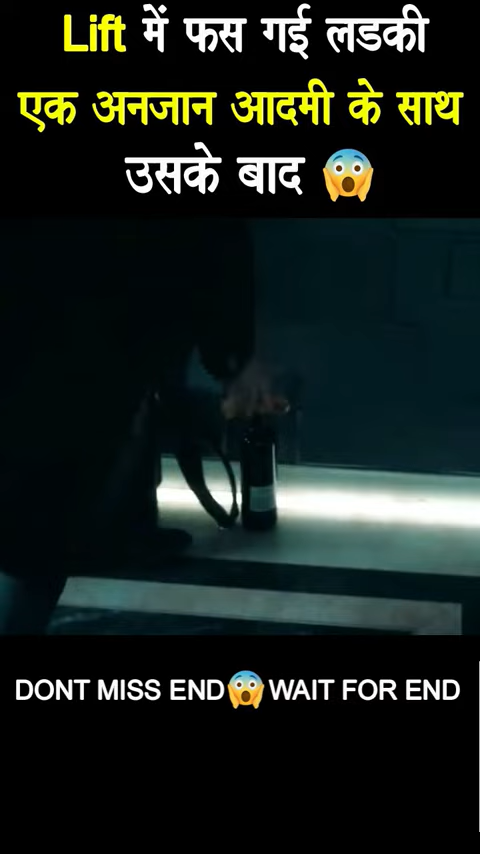 Lift में फस गई लडकी
एक अनजान आदमी के साथ
उसके बाद 😱
DONT MISS END😱WAIT FOR END